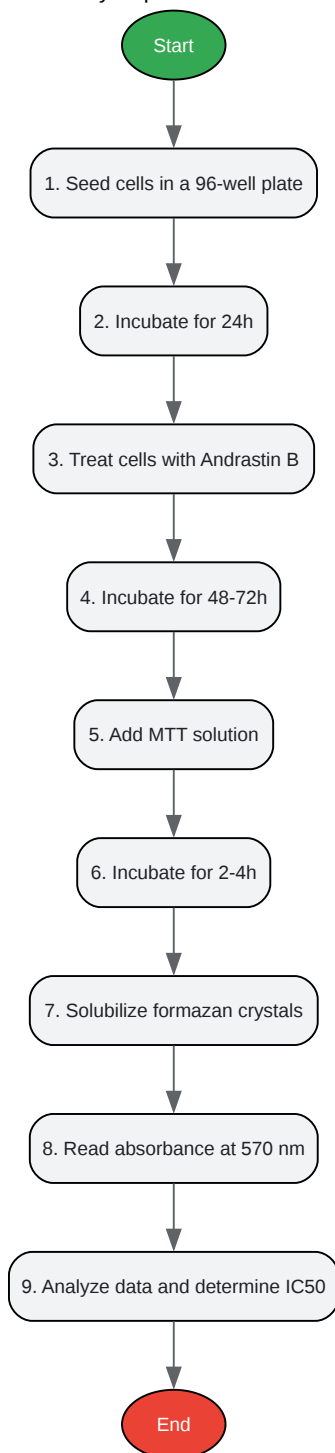 Start
1. Seed cells in a 96-well plate
2. Incubate for 24h
3. Treat cells with Andrastin B
4. Incubate for 48-72h
5. Add MTT solution
6. Incubate for 2-4h
7. Solubilize formazan crystals
8. Read absorbance at 570 nm
9. Analyze data and determine IC50
End